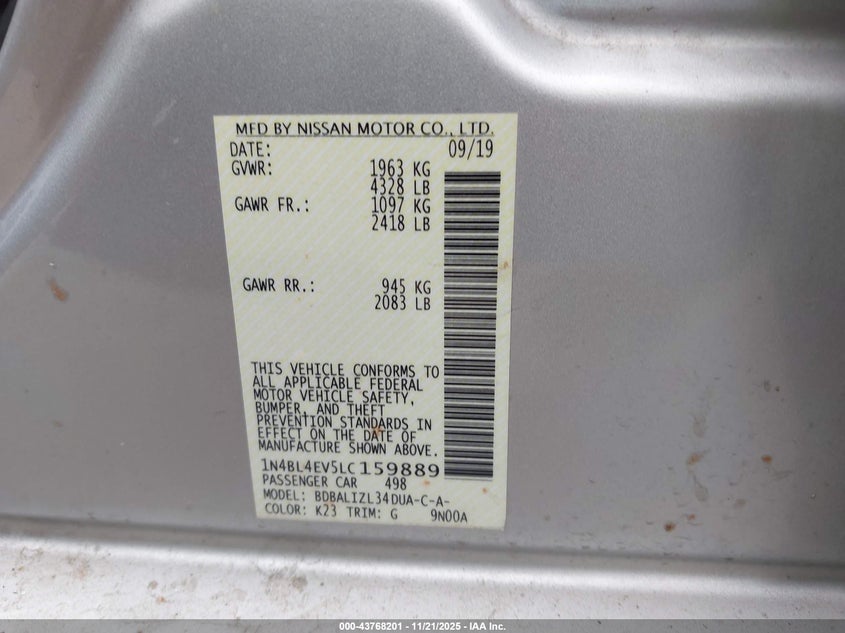 MFD BY NISSAN MOTOR CO., LTD.
DATE: 09/19
GVWR: 1963 KG
4328 LB
GAWR FR.: 1097 KG
2418 LB
GAWR RR.: 945 KG
2083 LB
THIS VEHICLE CONFORMS TO
ALL APPLICABLE FEDERAL
MOTOR VEHICLE SAFETY,
BUMPER, AND THEFT
PREVENTION STANDARDS IN
EFFECT ON THE DATE OF
MANUFACTURE SHOWN ABOVE.
1N4BL4EV5LC159889
PASSENGER CAR 498
MODEL: BDBALIZL34DUA-C-A-
COLOR: K23 TRIM: G 9N00A
000-43768201 - 11/21/2025 - IAA Inc.